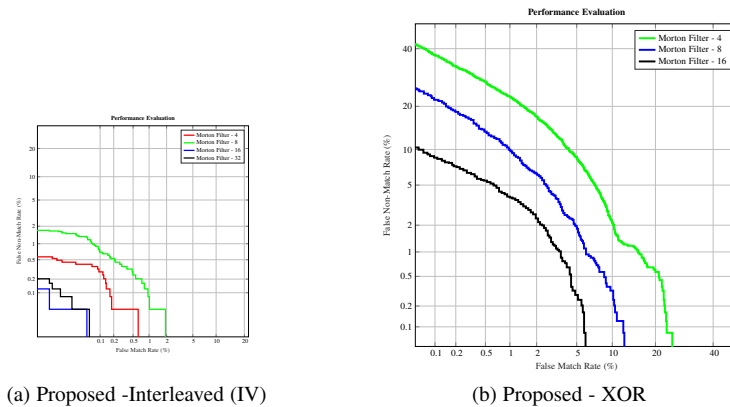 Performance Evaluation
Morton Filter - 4
Morton Filter - 8
Morton Filter - 16
Morton Filter - 32
20
10
5
2
1
0.5
0.2
0.1
False Non-Match Rate (%)
0.1 0.2 0.5 1 2 5 10 20
False Match Rate (%)
(a) Proposed -Interleaved (IV)
Performance Evaluation
Morton Filter - 4
Morton Filter - 8
Morton Filter - 16
40
20
10
5
2
1
0.5
0.2
0.1
False Non-Match Rate (%)
0.1 0.2 0.5 1 2 5 10 20 40
False Match Rate (%)
(b) Proposed - XOR